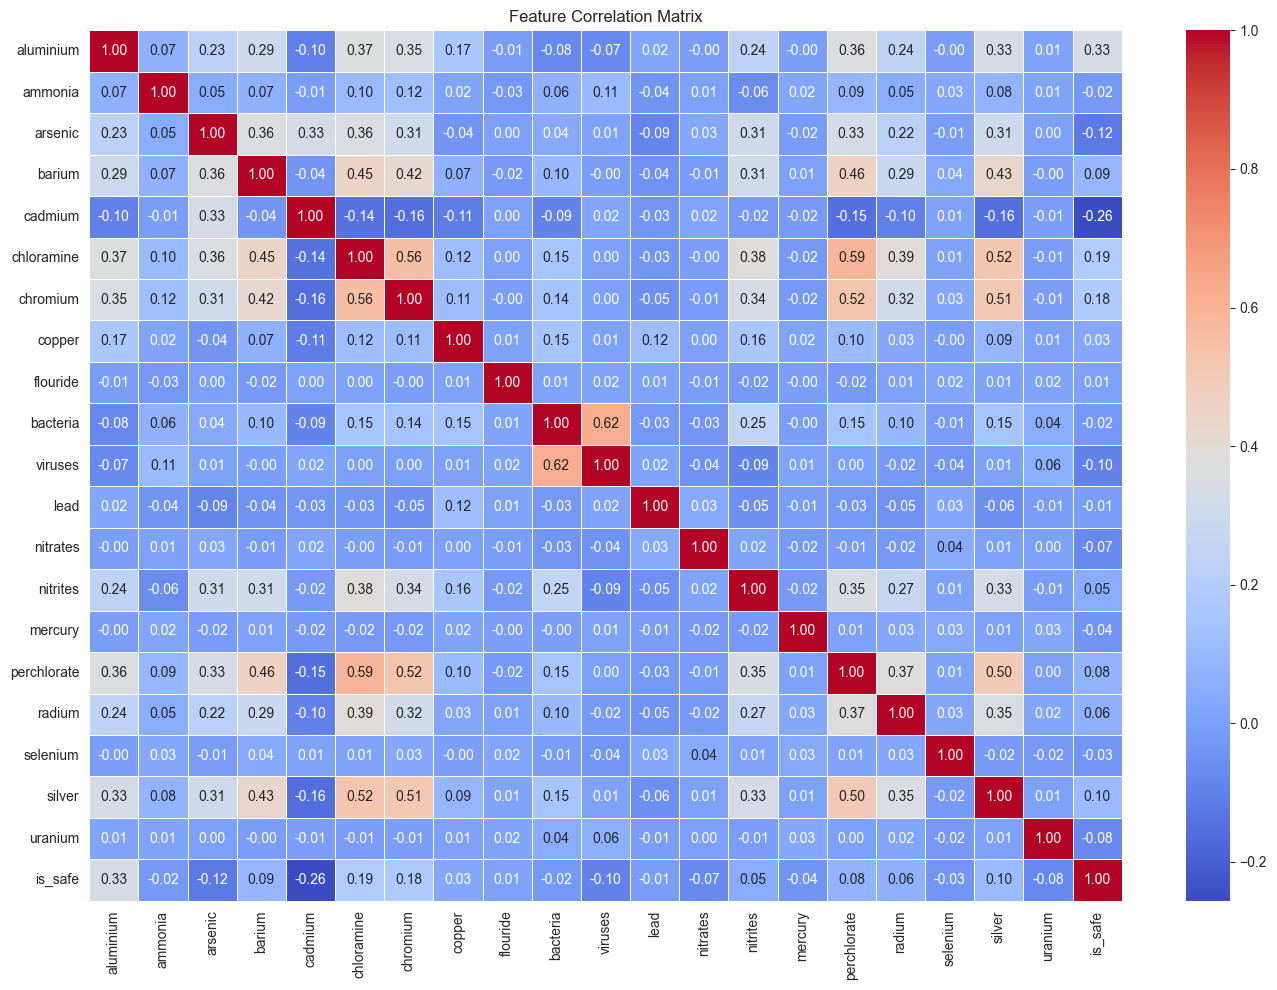 Feature Correlation Matrix
aluminium 1.00 0.07 0.23 0.29 -0.10 0.37 0.35 0.17 -0.01 -0.08 -0.07 0.02 -0.00 0.24 -0.00 0.36 0.24 -0.00 0.33 0.01 0.33
ammonia 0.07 1.00 0.05 0.07 -0.01 0.10 0.12 0.02 -0.03 0.06 0.11 -0.04 0.01 -0.06 0.02 0.09 0.05 0.03 0.08 0.01 -0.02
arsenic 0.23 0.05 1.00 0.36 0.33 0.36 0.31 -0.04 0.00 0.04 0.01 -0.09 0.03 0.31 -0.02 0.33 0.22 -0.01 0.31 0.00 -0.12
barium 0.29 0.07 0.36 1.00 -0.04 0.45 0.42 0.07 -0.02 0.10 -0.00 -0.04 -0.01 0.31 0.01 0.46 0.29 0.04 0.43 -0.00 0.09
cadmium -0.10 -0.01 0.33 -0.04 1.00 -0.14 -0.16 -0.11 0.00 -0.09 0.02 -0.03 0.02 -0.02 -0.02 -0.15 -0.10 0.01 -0.16 -0.01 -0.26
chloramine 0.37 0.10 0.36 0.45 -0.14 1.00 0.56 0.12 0.00 0.15 0.00 -0.03 -0.00 0.38 -0.02 0.59 0.39 0.01 0.52 -0.01 0.19
chromium 0.35 0.12 0.31 0.42 -0.16 0.56 1.00 0.11 -0.00 0.14 0.00 -0.05 -0.01 0.34 -0.02 0.52 0.32 0.03 0.51 -0.01 0.18
copper 0.17 0.02 -0.04 0.07 -0.11 0.12 0.11 1.00 0.01 0.15 0.01 0.12 0.00 0.16 0.02 0.10 0.03 -0.00 0.09 0.01 0.03
flouride -0.01 -0.03 0.00 -0.02 0.00 0.00 -0.00 0.01 1.00 0.01 0.02 0.01 -0.01 -0.02 -0.00 -0.02 0.01 0.02 0.01 0.02 0.01
bacteria -0.08 0.06 0.04 0.10 -0.09 0.15 0.14 0.15 0.01 1.00 0.62 -0.03 -0.03 0.25 -0.00 0.15 0.10 -0.01 0.15 0.04 -0.02
viruses -0.07 0.11 0.01 -0.00 0.02 0.00 0.00 0.01 0.02 0.62 1.00 0.02 -0.04 -0.09 0.01 0.00 -0.02 -0.04 0.01 0.06 -0.10
lead 0.02 -0.04 -0.09 -0.04 -0.03 -0.03 -0.05 0.12 0.01 -0.03 0.02 1.00 0.03 -0.05 -0.01 -0.03 -0.05 0.03 -0.06 -0.01 -0.01
nitrates -0.00 0.01 0.03 -0.01 0.02 -0.00 -0.01 0.00 -0.01 -0.03 -0.04 0.03 1.00 0.02 -0.02 -0.01 -0.02 0.04 0.01 0.00 -0.07
nitrites 0.24 -0.06 0.31 0.31 -0.02 0.38 0.34 0.16 -0.02 0.25 -0.09 -0.05 0.02 1.00 -0.02 0.35 0.27 0.01 0.33 -0.01 0.05
mercury -0.00 0.02 -0.02 0.01 -0.02 -0.02 -0.02 0.02 -0.00 -0.00 0.01 -0.01 -0.02 -0.02 1.00 0.01 0.03 0.03 0.01 0.03 -0.04
perchlorate 0.36 0.09 0.33 0.46 -0.15 0.59 0.52 0.10 -0.02 0.15 0.00 -0.03 -0.01 0.35 0.01 1.00 0.37 0.01 0.50 0.00 0.08
radium 0.24 0.05 0.22 0.29 -0.10 0.39 0.32 0.03 0.01 0.10 -0.02 -0.05 -0.02 0.27 0.03 0.37 1.00 0.03 0.35 0.02 0.06
selenium -0.00 0.03 -0.01 0.04 0.01 0.01 0.03 -0.00 0.02 -0.01 -0.04 0.03 0.04 0.01 0.03 0.01 0.03 1.00 -0.02 -0.02 -0.03
silver 0.33 0.08 0.31 0.43 -0.16 0.52 0.51 0.09 0.01 0.15 0.01 -0.06 0.01 0.33 0.01 0.50 0.35 -0.02 1.00 0.01 0.10
uranium 0.01 0.01 0.00 -0.00 -0.01 -0.01 -0.01 0.01 0.02 0.04 0.06 -0.01 0.00 -0.01 0.03 0.00 0.02 -0.02 0.01 1.00 -0.08
is_safe 0.33 -0.02 -0.12 0.09 -0.26 0.19 0.18 0.03 0.01 -0.02 -0.10 -0.01 -0.07 0.05 -0.04 0.08 0.06 -0.03 0.10 -0.08 1.00
aluminium
ammonia
arsenic
barium
cadmium
chloramine
chromium
copper
flouride
bacteria
viruses
lead
nitrates
nitrites
mercury
perchlorate
radium
selenium
silver
uranium
is_safe
1.0
0.8
0.6
0.4
0.2
0.0
−0.2